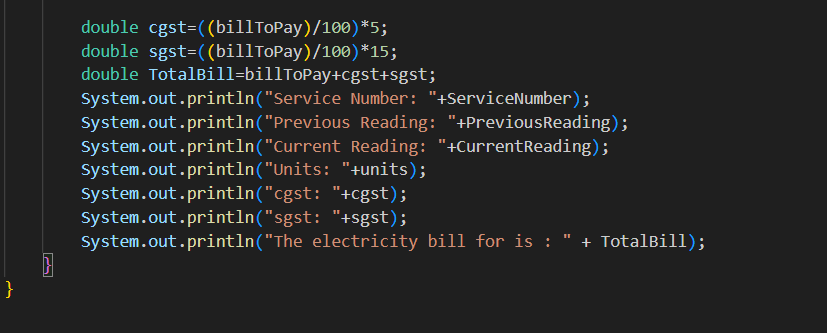 double cgst=((billToPay)/100)*5;
double sgst=((billToPay)/100)*15;
double TotalBill=billToPay+cgst+sgst;
System.out.println("Service Number: "+ServiceNumber);
System.out.println("Previous Reading: "+PreviousReading);
System.out.println("Current Reading: "+CurrentReading);
System.out.println("Units: "+units);
System.out.println("cgst: "+cgst);
System.out.println("sgst: "+sgst);
System.out.println("The electricity bill for is : " + TotalBill);
}
}